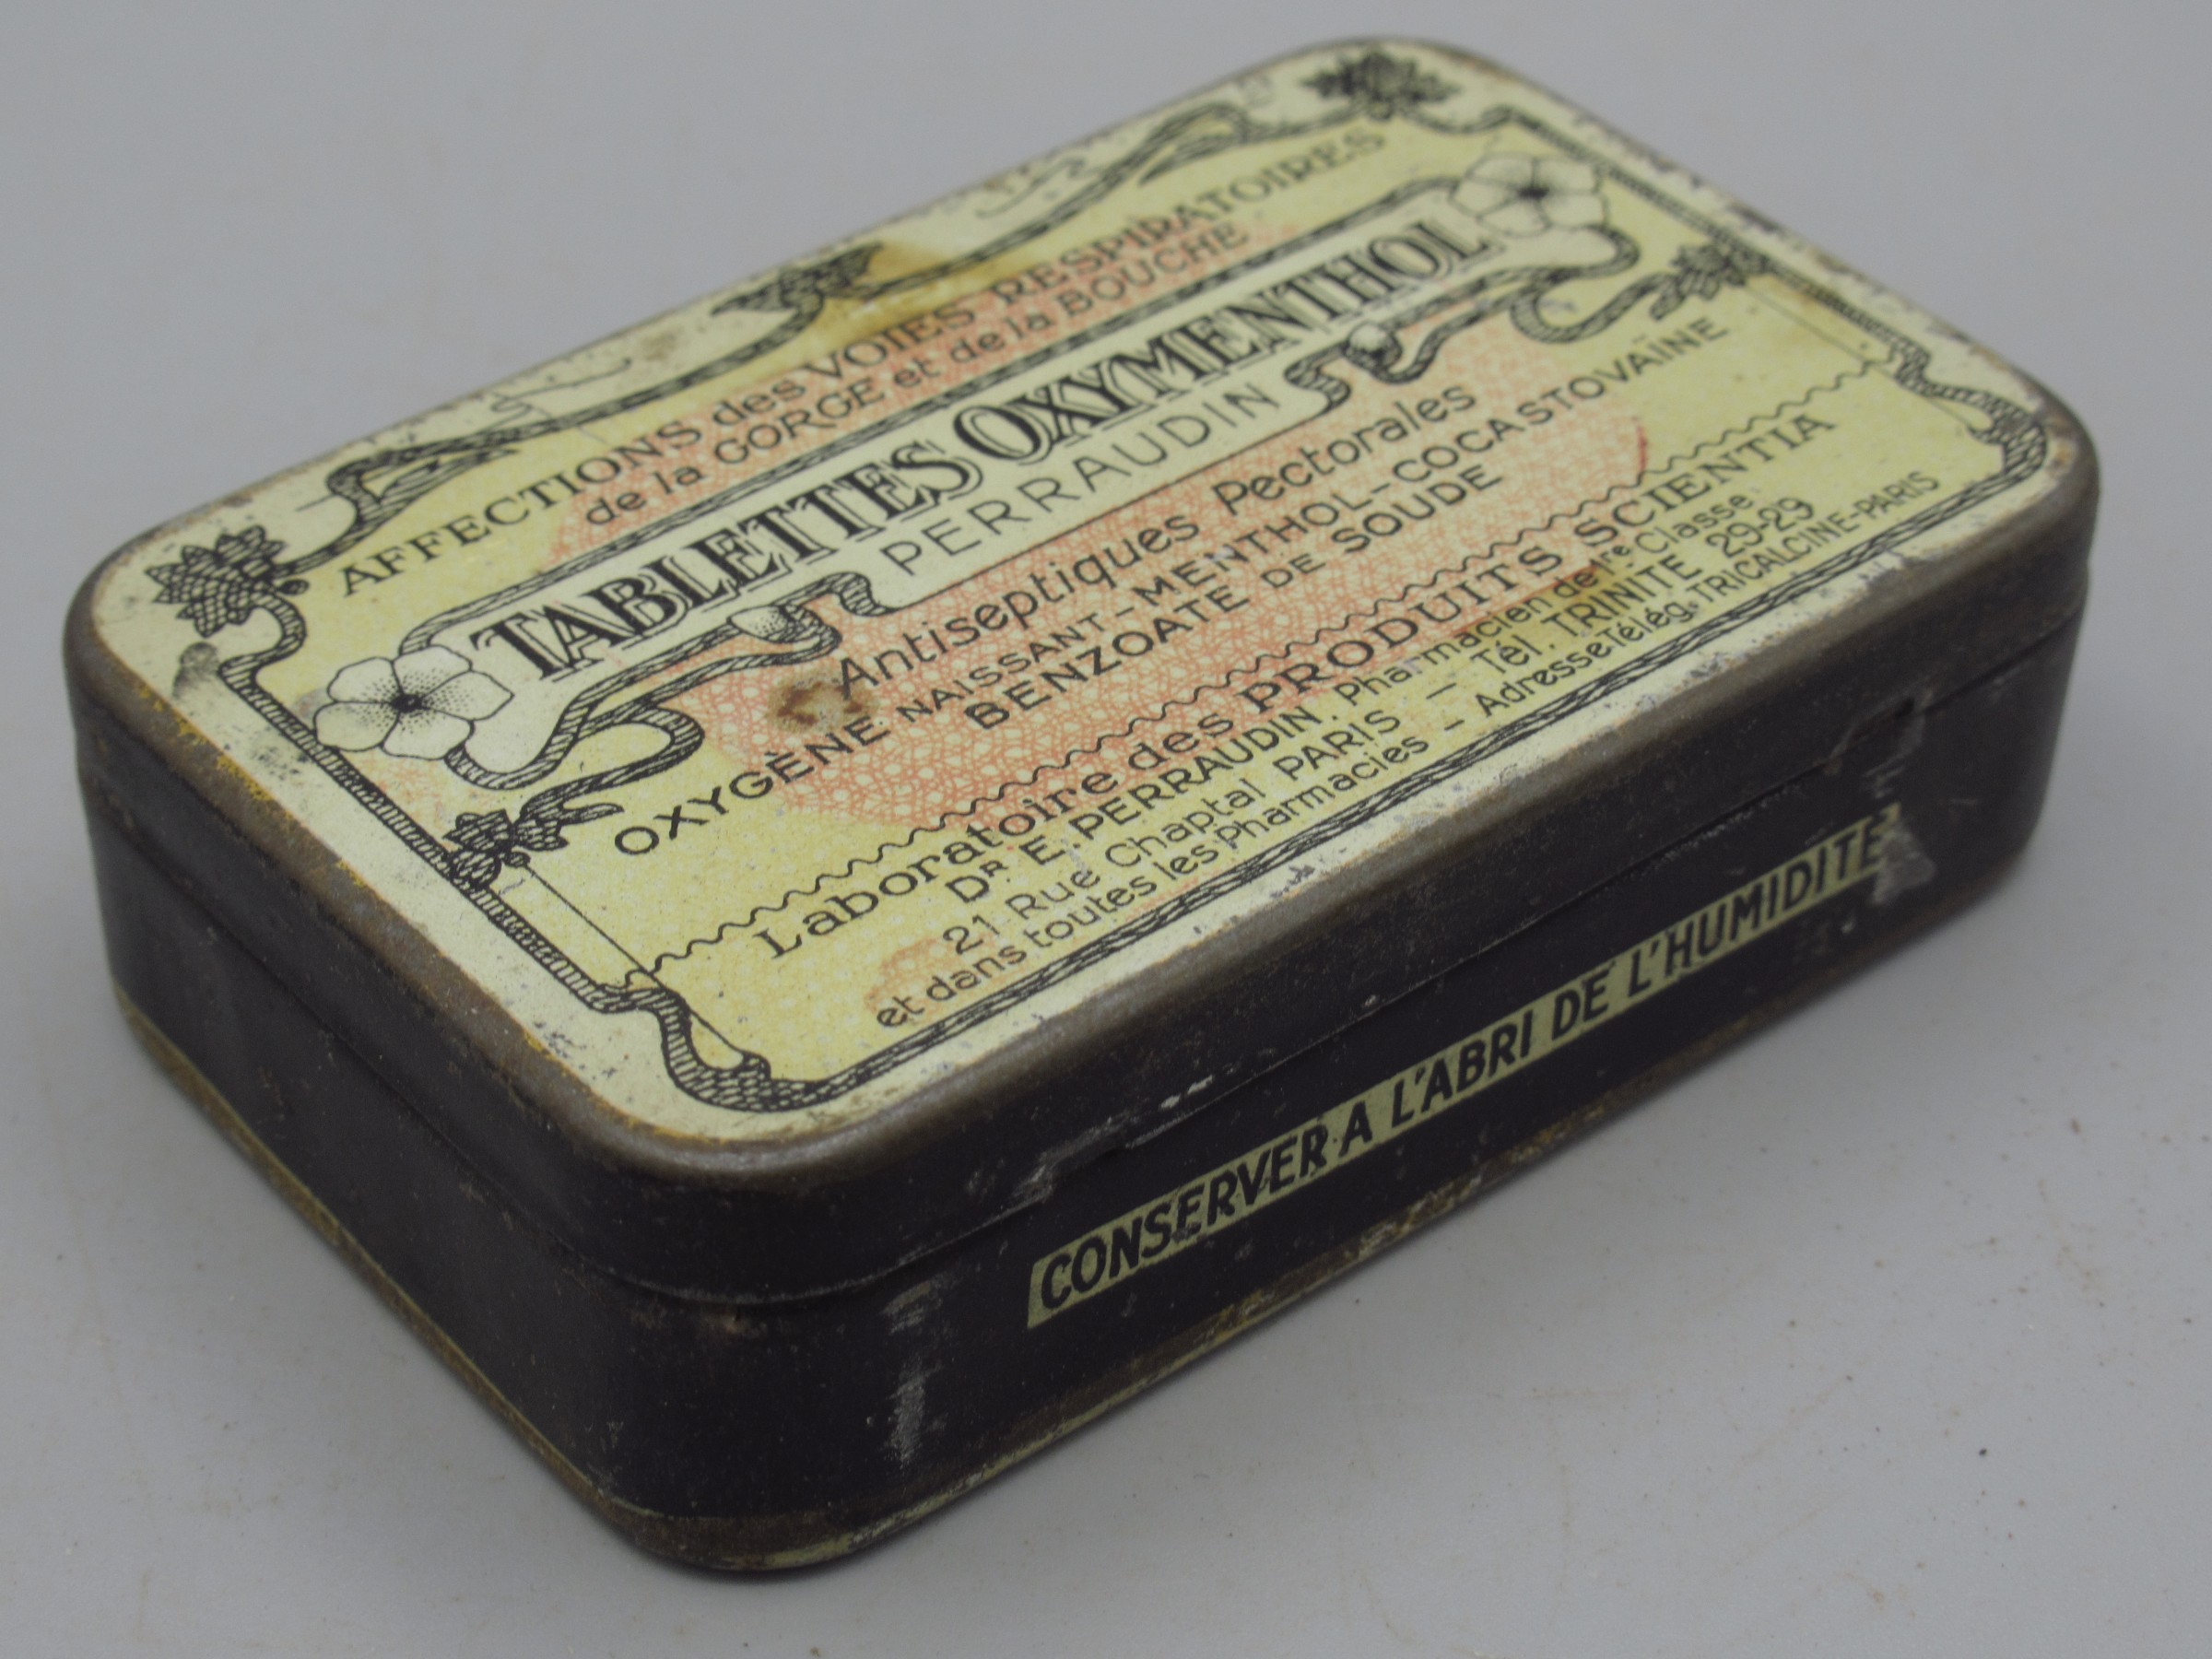 AFFECTIONS des VOIES RESPIRATOIRES
de la GORGE et de la BOUCHE
TABLETTES OXYMENTHOL
PERRAUDIN
Antiseptiques Pectorales
OXYGÈNE NAISSANT-MENTHOL-COCA STOVAÏNE
BENZOATE DE SOUDE
Laboratoire des PRODUITS SCIENTIA
DR E. PERRAUDIN, Pharmacien de 1re Classe
21 Rue Chaptal PARIS — Tél. TRINITE 29-29
et dans toutes les Pharmacies - Adresse Télég. TRICALCINE-PARIS
CONSERVER A L'ABRI DE L'HUMIDITÉ